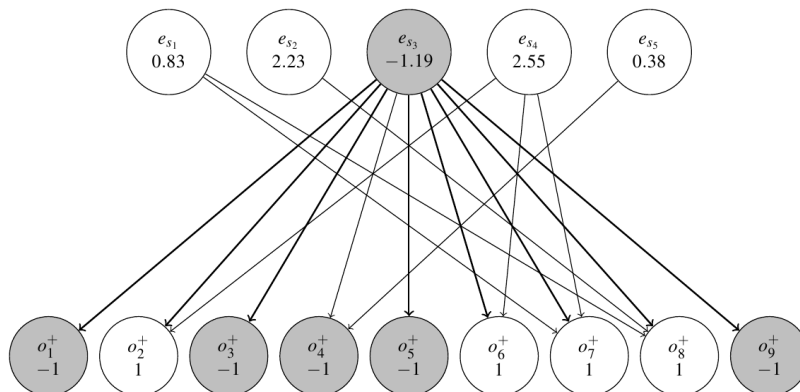 e_{s_1} e_{s_2} e_{s_3} e_{s_4} e_{s_5}
0.83 2.23 −1.19 2.55 0.38
o_1^+ o_2^+ o_3^+ o_4^+ o_5^+ o_6^+ o_7^+ o_8^+ o_9^+
−1 1 −1 −1 −1 1 1 1 −1